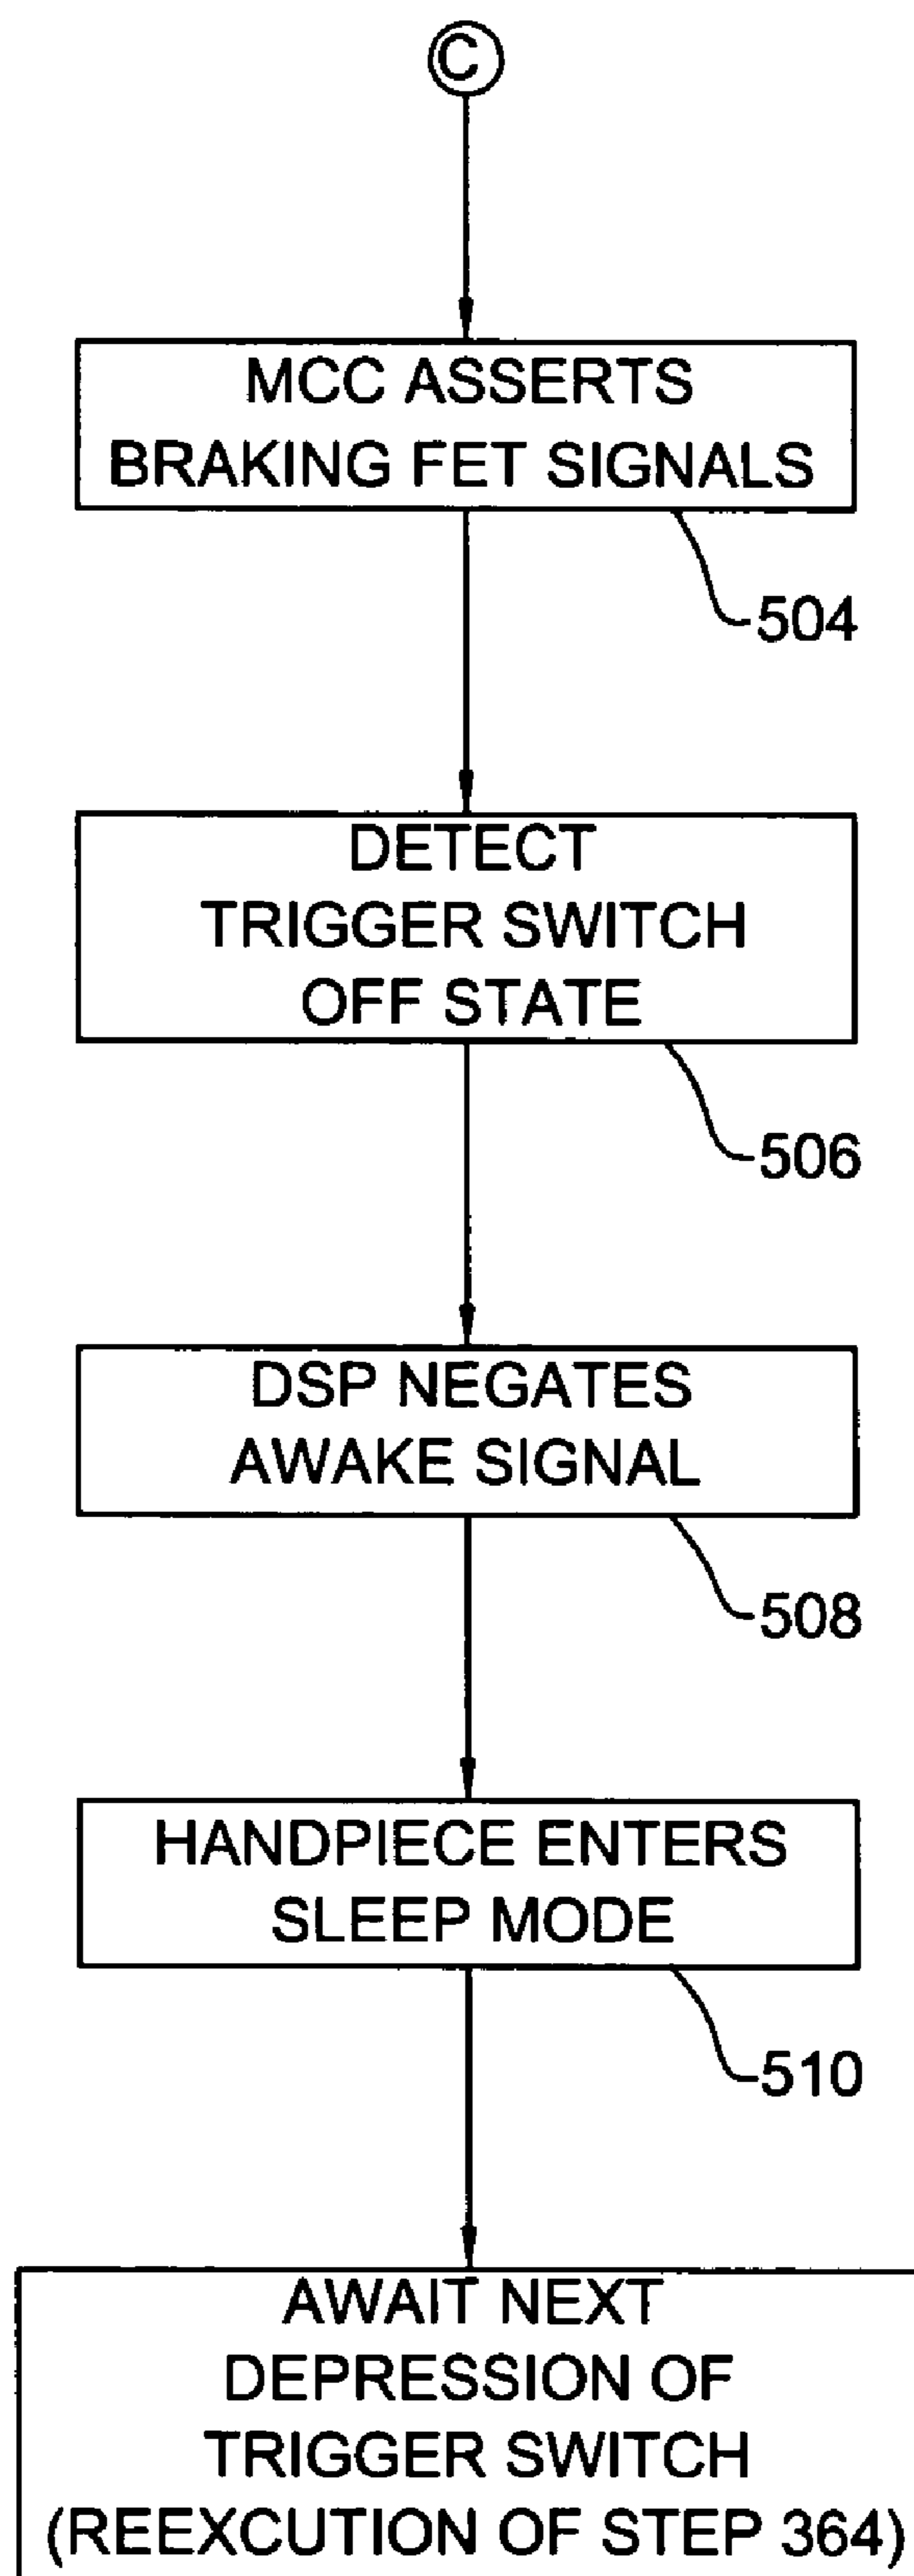 C
MCC ASSERTS
BRAKING FET SIGNALS
504
DETECT
TRIGGER SWITCH
OFF STATE
506
DSP NEGATES
AWAKE SIGNAL
508
HANDPIECE ENTERS
SLEEP MODE
510
AWAIT NEXT
DEPRESSION OF
TRIGGER SWITCH
(REEXCUTION OF STEP 364)